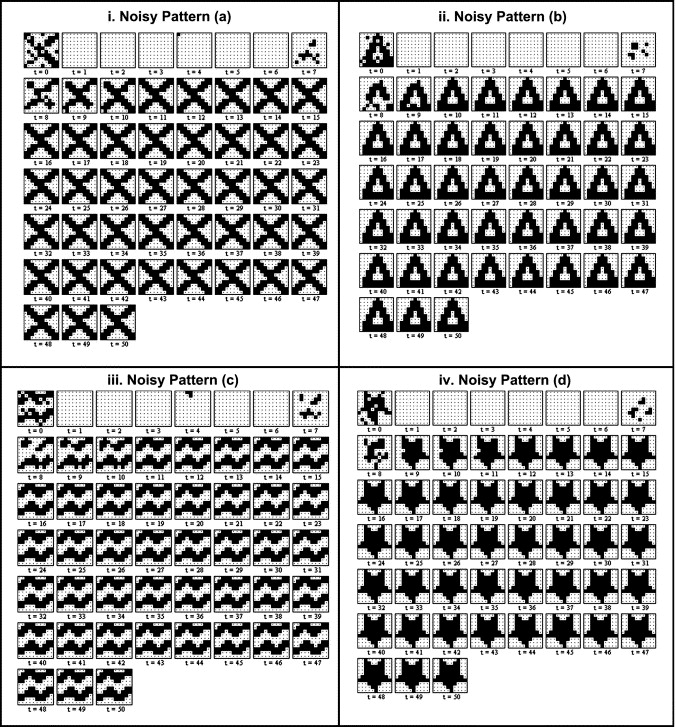 i. Noisy Pattern (a)
t = 0 t = 1 t = 2 t = 3 t = 4 t = 5 t = 6 t = 7
t = 8 t = 9 t = 10 t = 11 t = 12 t = 13 t = 14 t = 15
t = 16 t = 17 t = 18 t = 19 t = 20 t = 21 t = 22 t = 23
t = 24 t = 25 t = 26 t = 27 t = 28 t = 29 t = 30 t = 31
t = 32 t = 33 t = 34 t = 35 t = 36 t = 37 t = 38 t = 39
t = 40 t = 41 t = 42 t = 43 t = 44 t = 45 t = 46 t = 47
t = 48 t = 49 t = 50
ii. Noisy Pattern (b)
t = 0 t = 1 t = 2 t = 3 t = 4 t = 5 t = 6 t = 7
t = 8 t = 9 t = 10 t = 11 t = 12 t = 13 t = 14 t = 15
t = 16 t = 17 t = 18 t = 19 t = 20 t = 21 t = 22 t = 23
t = 24 t = 25 t = 26 t = 27 t = 28 t = 29 t = 30 t = 31
t = 32 t = 33 t = 34 t = 35 t = 36 t = 37 t = 38 t = 39
t = 40 t = 41 t = 42 t = 43 t = 44 t = 45 t = 46 t = 47
t = 48 t = 49 t = 50
iii. Noisy Pattern (c)
t = 0 t = 1 t = 2 t = 3 t = 4 t = 5 t = 6 t = 7
t = 8 t = 9 t = 10 t = 11 t = 12 t = 13 t = 14 t = 15
t = 16 t = 17 t = 18 t = 19 t = 20 t = 21 t = 22 t = 23
t = 24 t = 25 t = 26 t = 27 t = 28 t = 29 t = 30 t = 31
t = 32 t = 33 t = 34 t = 35 t = 36 t = 37 t = 38 t = 39
t = 40 t = 41 t = 42 t = 43 t = 44 t = 45 t = 46 t = 47
t = 48 t = 49 t = 50
iv. Noisy Pattern (d)
t = 0 t = 1 t = 2 t = 3 t = 4 t = 5 t = 6 t = 7
t = 8 t = 9 t = 10 t = 11 t = 12 t = 13 t = 14 t = 15
t = 16 t = 17 t = 18 t = 19 t = 20 t = 21 t = 22 t = 23
t = 24 t = 25 t = 26 t = 27 t = 28 t = 29 t = 30 t = 31
t = 32 t = 33 t = 34 t = 35 t = 36 t = 37 t = 38 t = 39
t = 40 t = 41 t = 42 t = 43 t = 44 t = 45 t = 46 t = 47
t = 48 t = 49 t = 50